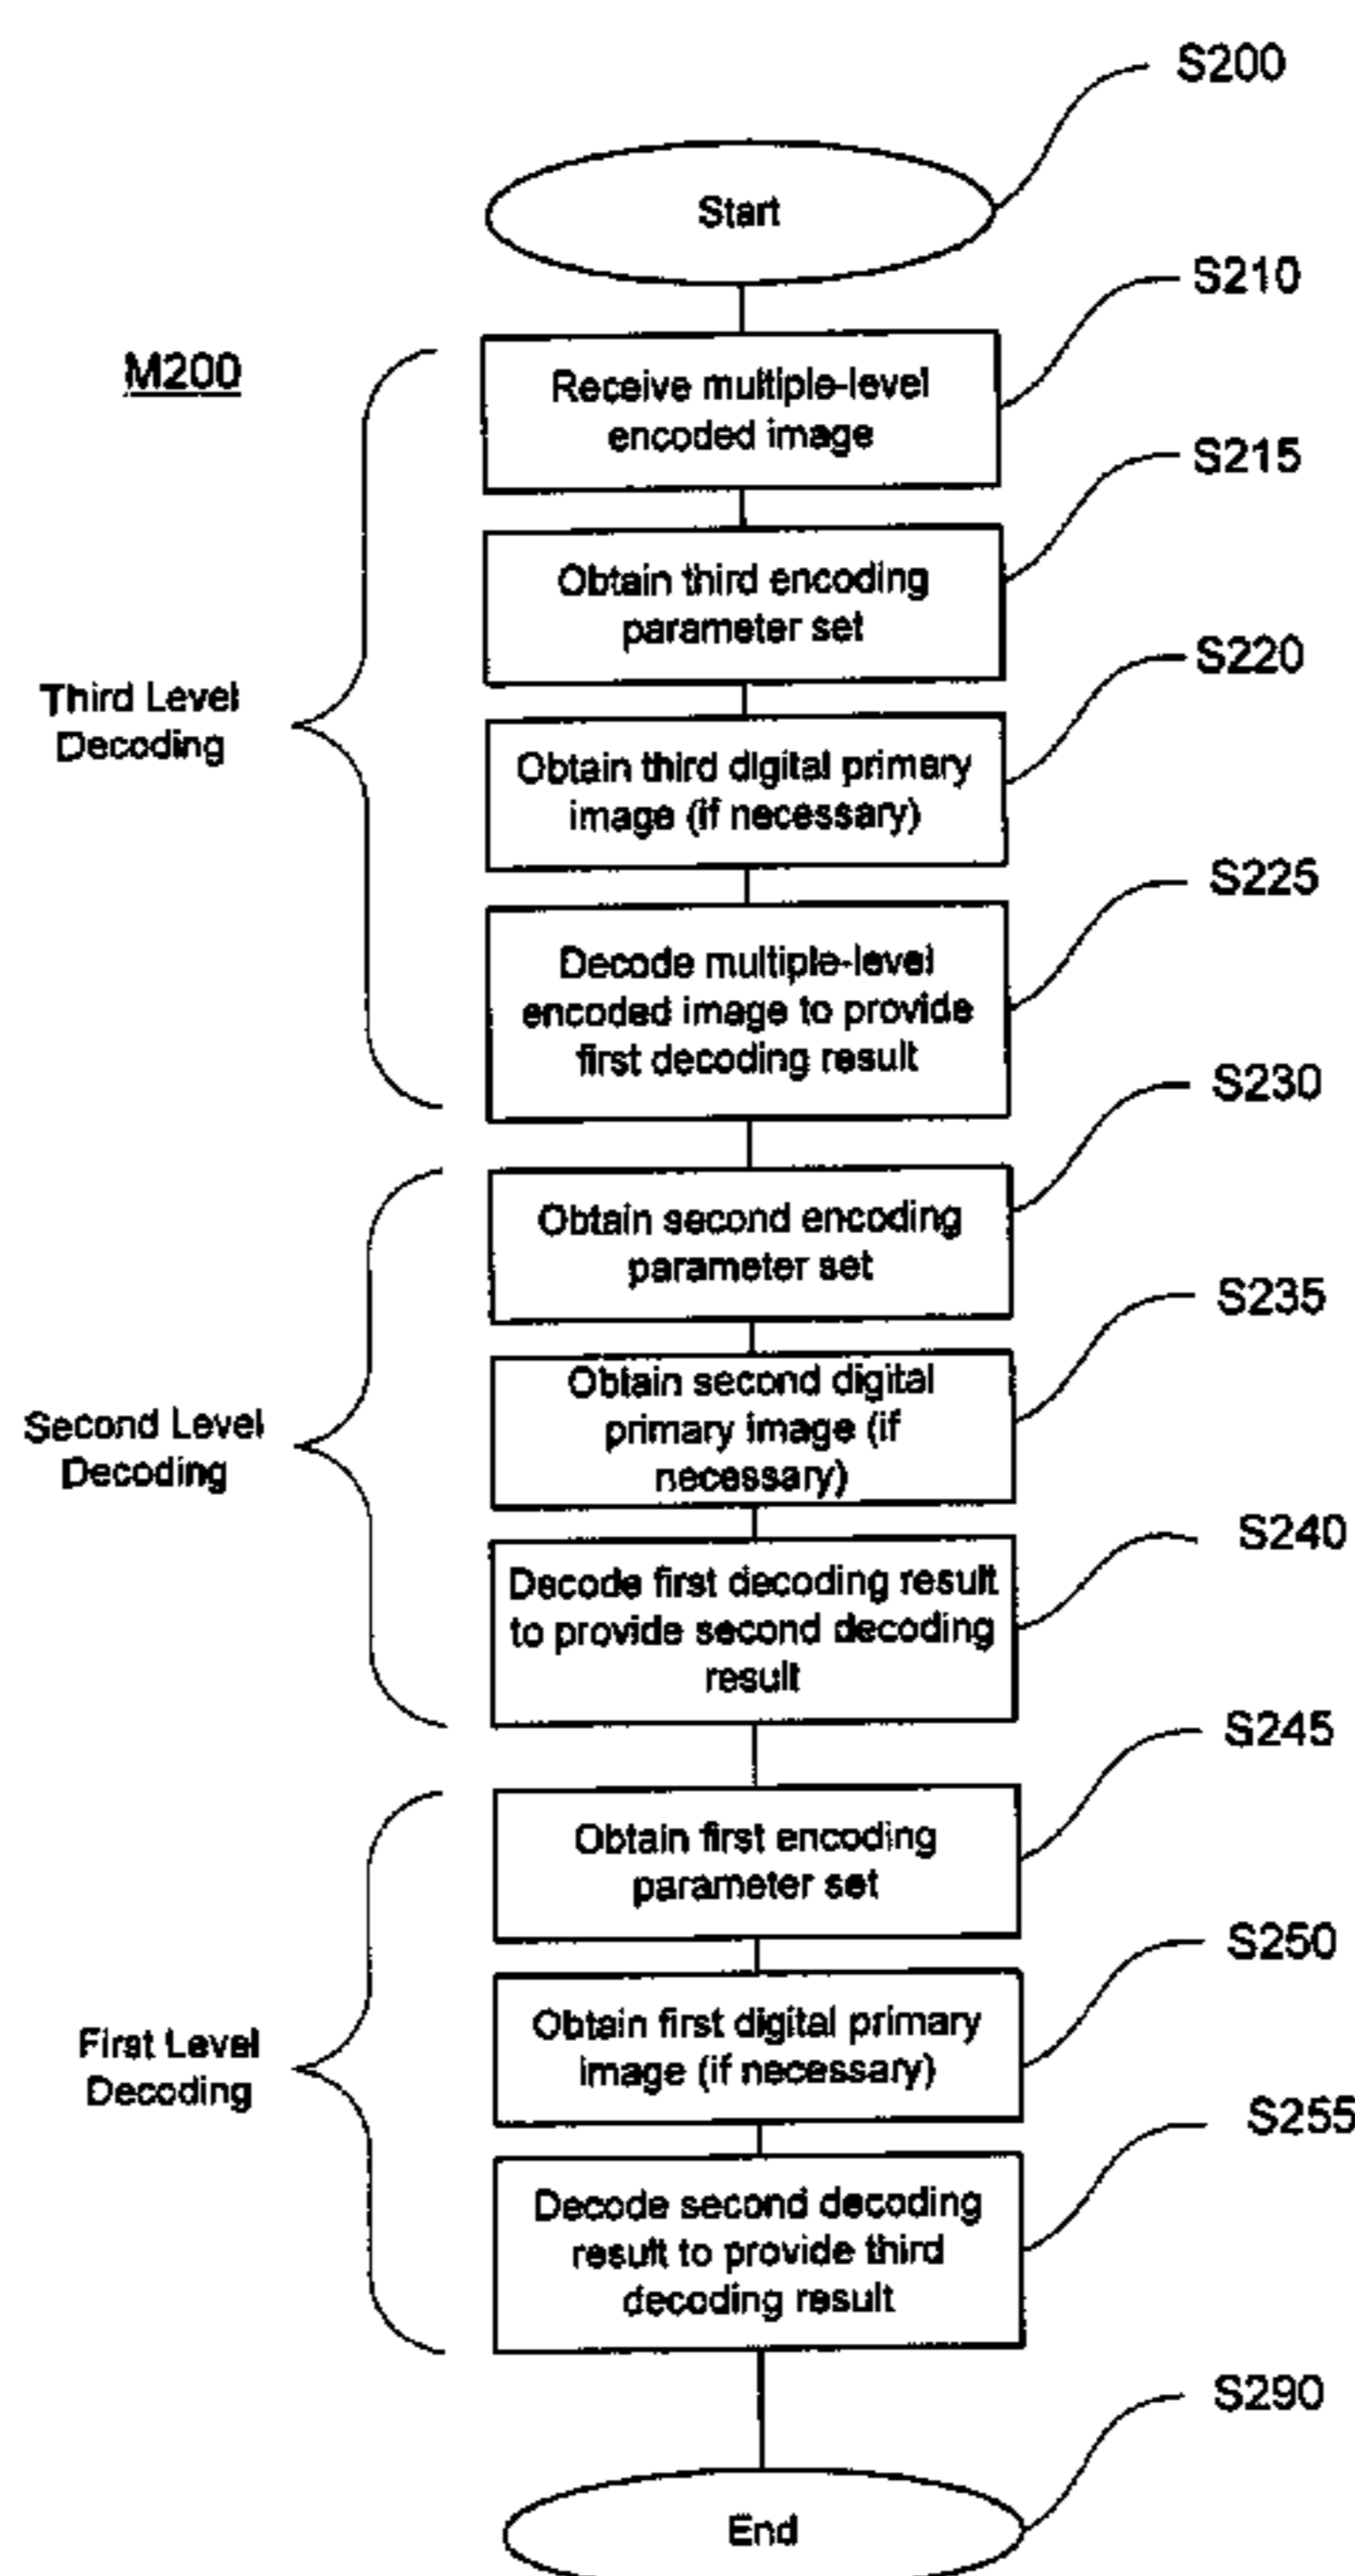 S200
Start
S210
M200
Receive multiple-level
encoded image
S215
Obtain third encoding
parameter set
S220
Third Level
Decoding
Obtain third digital primary
image (if necessary)
S225
Decode multiple-level
encoded image to provide
first decoding result
S230
Obtain second encoding
parameter set
S235
Second Level
Decoding
Obtain second digital
primary image (if
necessary)
S240
Decode first decoding result
to provide second decoding
result
S245
Obtain first encoding
parameter set
S250
First Level
Decoding
Obtain first digital primary
image (if necessary)
S255
Decode second decoding
result to provide third
decoding result
S290
End